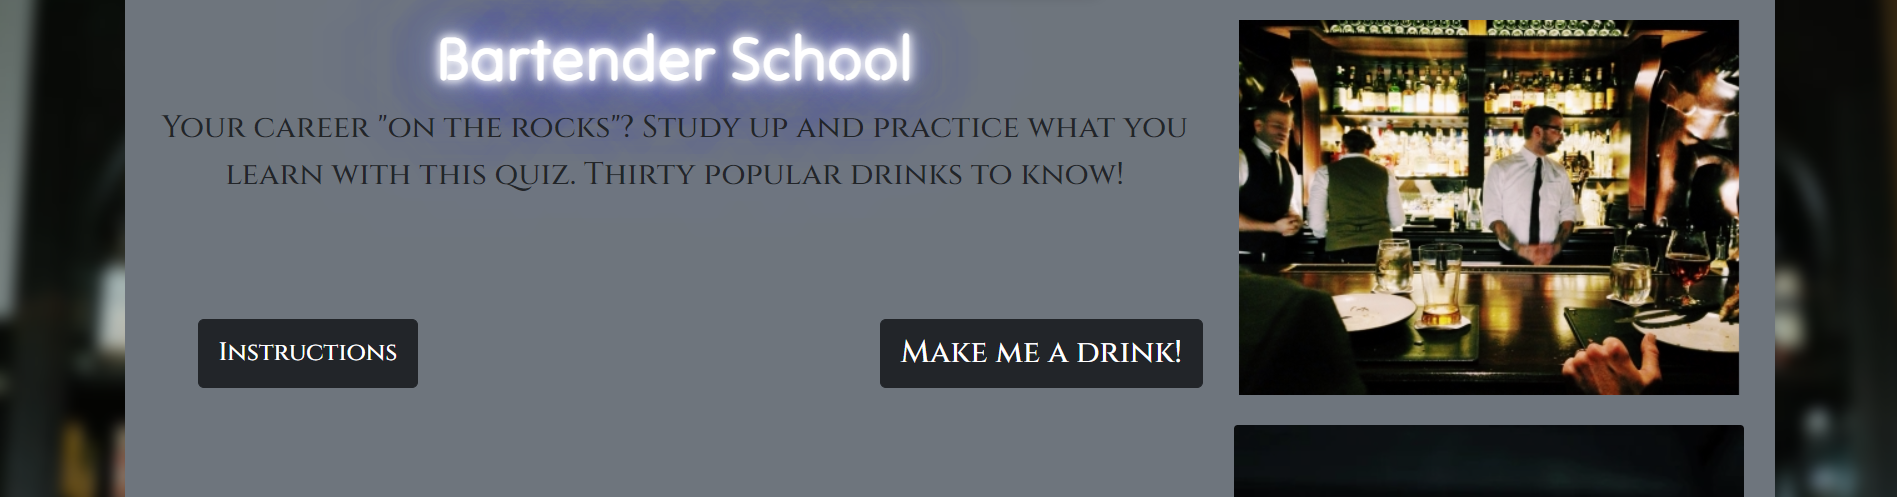 Bartender School
Your career "on the rocks"? Study up and practice what you
learn with this quiz. Thirty popular drinks to know!
Instructions
Make me a drink!